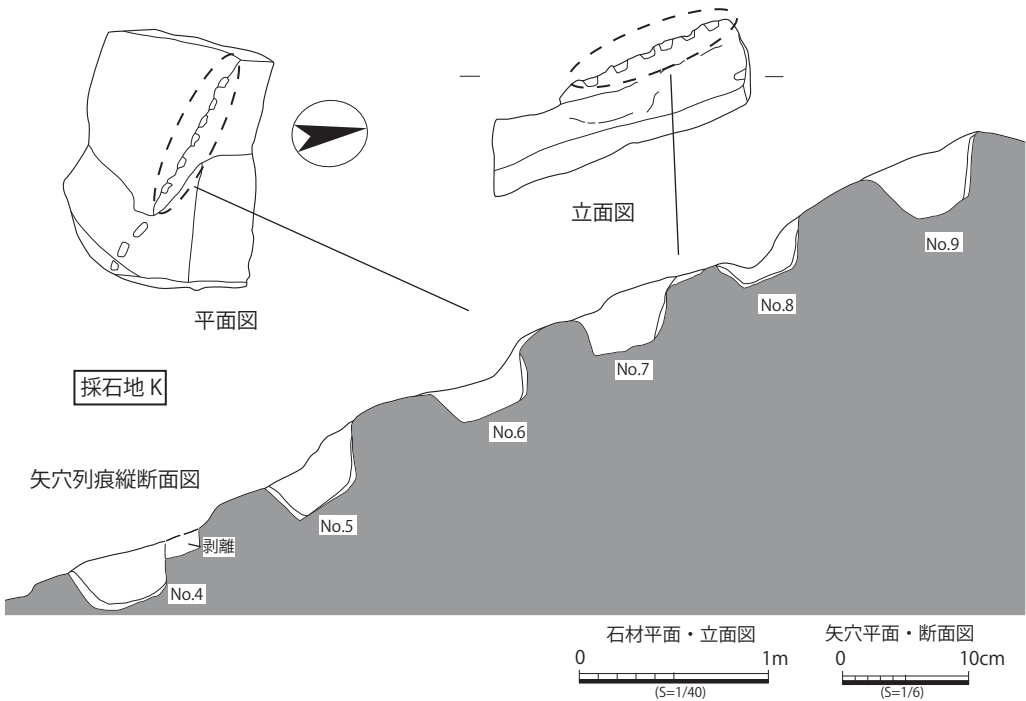 立面図
平面図
採石地 K
矢穴列痕縦断面図
剥離
No.4
No.5
No.6
No.7
No.8
No.9
石材平面・立面図
0 1m
(S=1/40)
矢穴平面・断面図
0 10cm
(S=1/6)